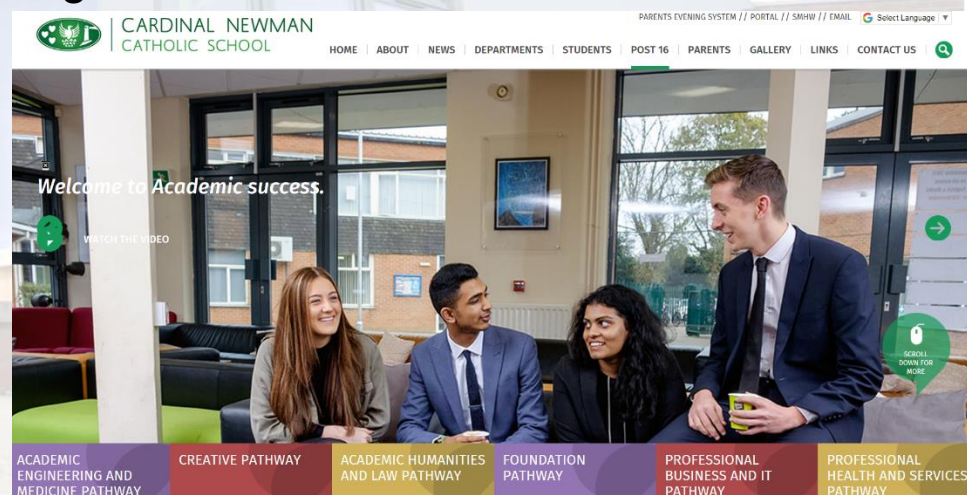 PARENTS EVENING SYSTEM // PORTAL // SMHW // EMAIL
Select Language
CARDINAL NEWMAN
CATHOLIC SCHOOL
HOME ABOUT NEWS DEPARTMENTS STUDENTS POST 16 PARENTS GALLERY LINKS CONTACT US
Welcome to Academic success.
WATCH THE VIDEO
SCROLL
DOWN FOR
MORE
ACADEMIC
ENGINEERING AND
MEDICINE PATHWAY
CREATIVE PATHWAY
ACADEMIC HUMANITIES
AND LAW PATHWAY
FOUNDATION
PATHWAY
PROFESSIONAL
BUSINESS AND IT
PATHWAY
PROFESSIONAL
HEALTH AND SERVICES
PATHWAY